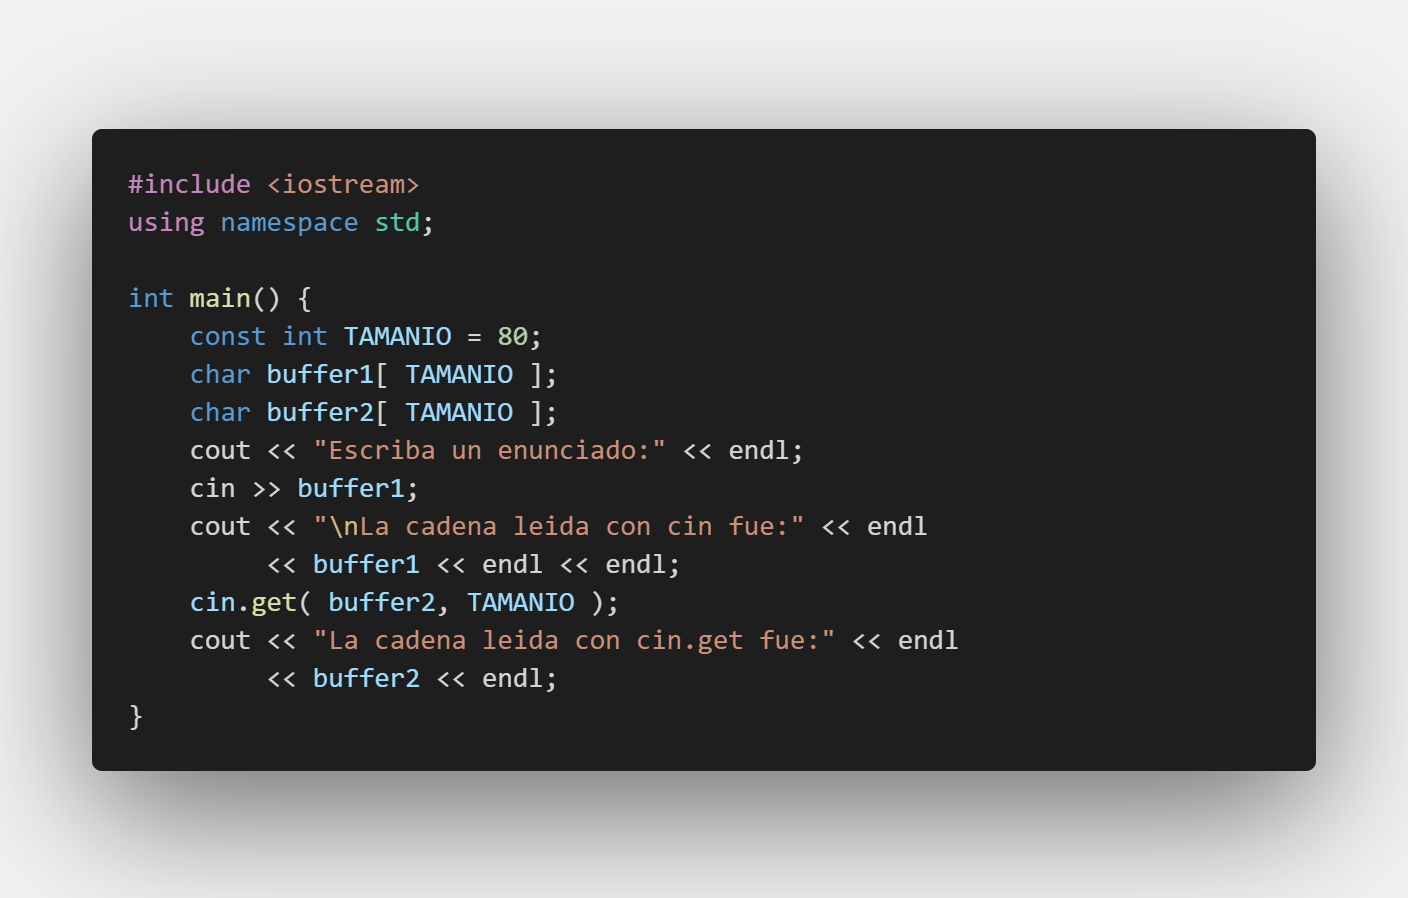 #include <iostream>
using namespace std;

int main() {
    const int TAMANIO = 80;
    char buffer1[ TAMANIO ];
    char buffer2[ TAMANIO ];
    cout << "Escriba un enunciado:" << endl;
    cin >> buffer1;
    cout << "\nLa cadena leida con cin fue:" << endl
         << buffer1 << endl << endl;
    cin.get( buffer2, TAMANIO );
    cout << "La cadena leida con cin.get fue:" << endl
         << buffer2 << endl;
}